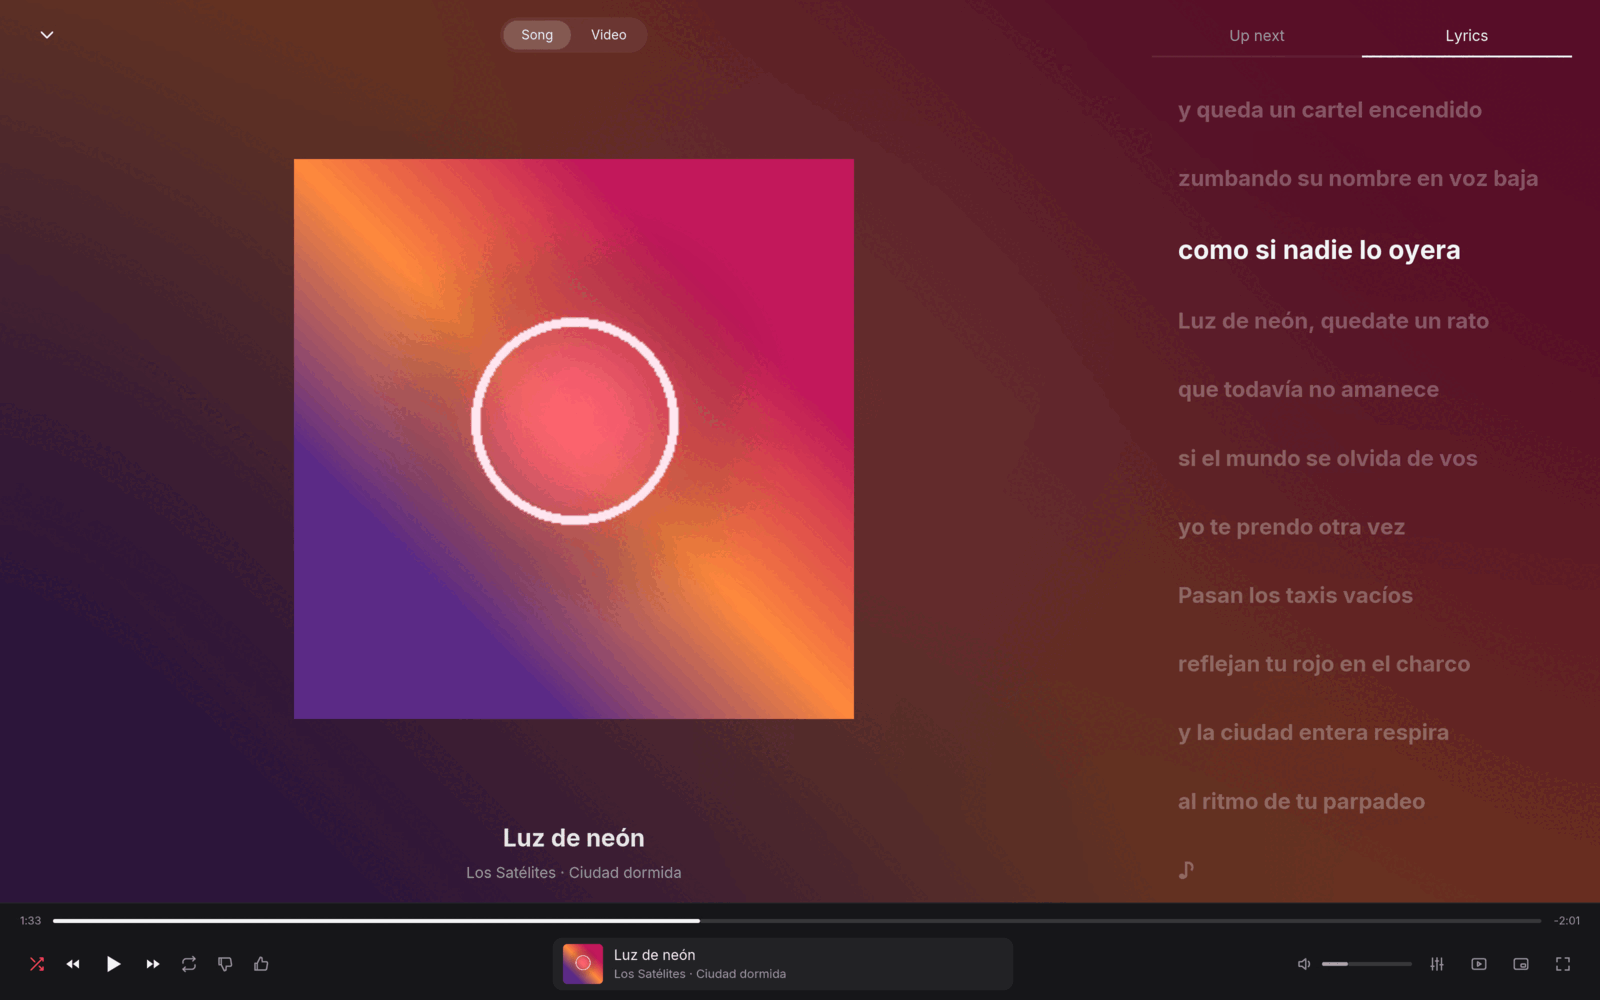 Song
Video
Up next
Lyrics
y queda un cartel encendido
zumbando su nombre en voz baja
como si nadie lo oyera
Luz de neón, quedate un rato
que todavía no amanece
si el mundo se olvida de vos
yo te prendo otra vez
Pasan los taxis vacíos
reflejan tu rojo en el charco
y la ciudad entera respira
al ritmo de tu parpadeo
♪
Luz de neón
Los Satélites · Ciudad dormida
1:33
-2:01
Luz de neón
Los Satélites · Ciudad dormida